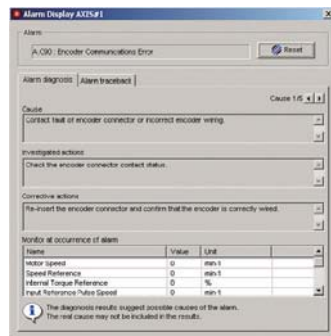 Alarm Display AXIS#1
Alarm
A.C90 : Encoder Communications Error
Reset
Alarm diagnosis
Alarm traceback
Cause 1/5
Cause
Contact fault of encoder connector or incorrect encoder wiring.
Investigated actions
Check the encoder connector contact status.
Corrective actions
Re-insert the encoder connector and confirm that the encoder is correctly wired.
Monitor at occurrence of alarm
Name Value Unit
Motor Speed 0 min-1
Speed Reference 0 min-1
Internal Torque Reference 0 %
Input Reference Pulse Speed 0 min-1
The diagonosis results suggest possible causes of the alarm.
The real cause may not be included in the results.